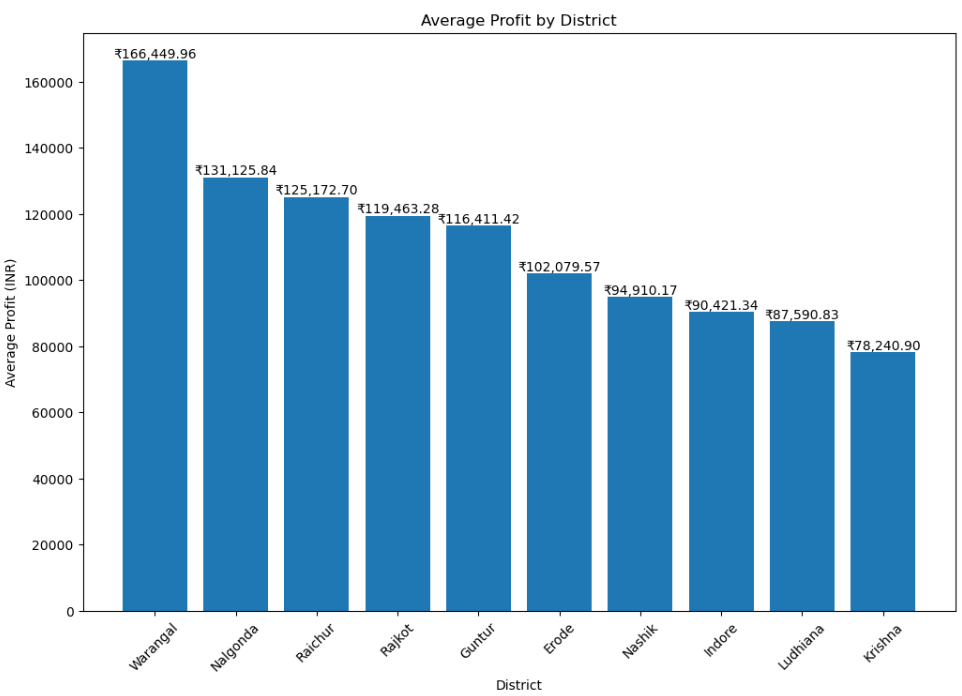 Average Profit by District
Average Profit (INR)
160000
140000
120000
100000
80000
60000
40000
20000
0
₹166,449.96
₹131,125.84
₹125,172.70
₹119,463.28
₹116,411.42
₹102,079.57
₹94,910.17
₹90,421.34
₹87,590.83
₹78,240.90
Warangal
Nalgonda
Raichur
Rajkot
Guntur
Erode
Nashik
Indore
Ludhiana
Krishna
District